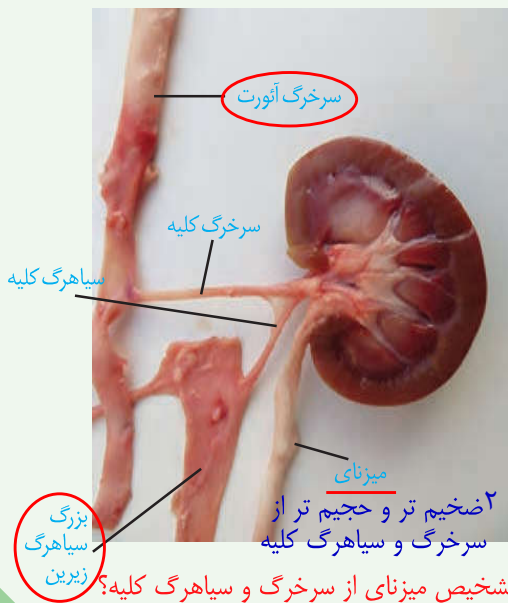 سرخرگ آئورت
سرخرگ کلیه
سیاهرگ کلیه
میزنای
۲ضخیم تر و حجیم تر از
سرخرگ و سیاهرگ کلیه
بزرگ
سیاهرگ
زیرین
شخیص میزنای از سرخرگ و سیاهرگ کلیه؟